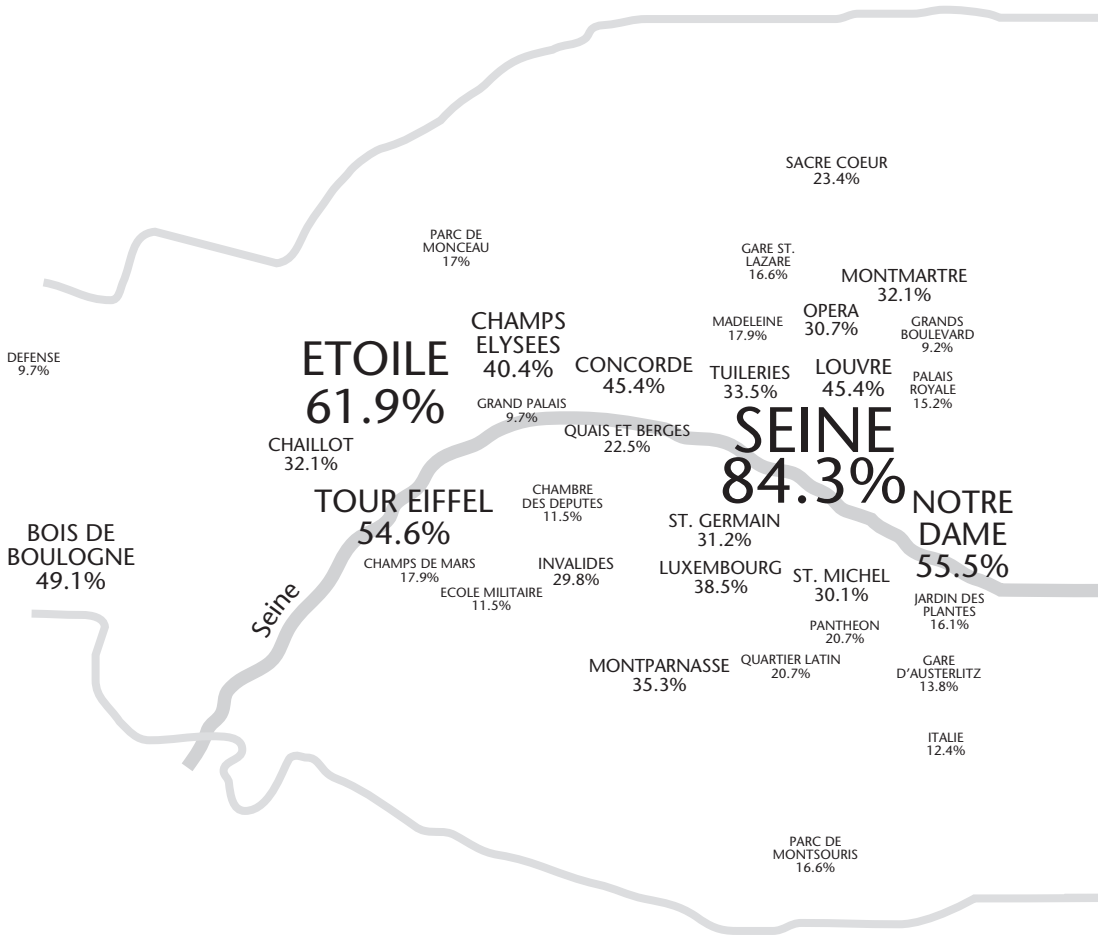 SACRE COEUR
23.4%
PARC DE
MONCEAU
17%
GARE ST.
LAZARE
16.6%
MONTMARTRE
32.1%
OPERA
30.7%
MADELEINE
17.9%
GRANDS
BOULEVARD
9.2%
CHAMPS
ELYSEES
40.4%
DEFENSE
9.7%
ETOILE
61.9%
CONCORDE
45.4%
TUILERIES
33.5%
LOUVRE
45.4%
PALAIS
ROYALE
15.2%
GRAND PALAIS
9.7%
QUAIS ET BERGES
22.5%
SEINE
84.3%
CHAILLOT
32.1%
TOUR EIFFEL
54.6%
CHAMBRE
DES DEPUTES
11.5%
ST. GERMAIN
31.2%
NOTRE
DAME
55.5%
BOIS DE
BOULOGNE
49.1%
CHAMPS DE MARS
17.9%
ECOLE MILITAIRE
11.5%
INVALIDES
29.8%
LUXEMBOURG
38.5%
ST. MICHEL
30.1%
JARDIN DES
PLANTES
16.1%
Seine
PANTHEON
20.7%
MONTPARNASSE
35.3%
QUARTIER LATIN
20.7%
GARE
D'AUSTERLITZ
13.8%
ITALIE
12.4%
PARC DE
MONTSOURIS
16.6%